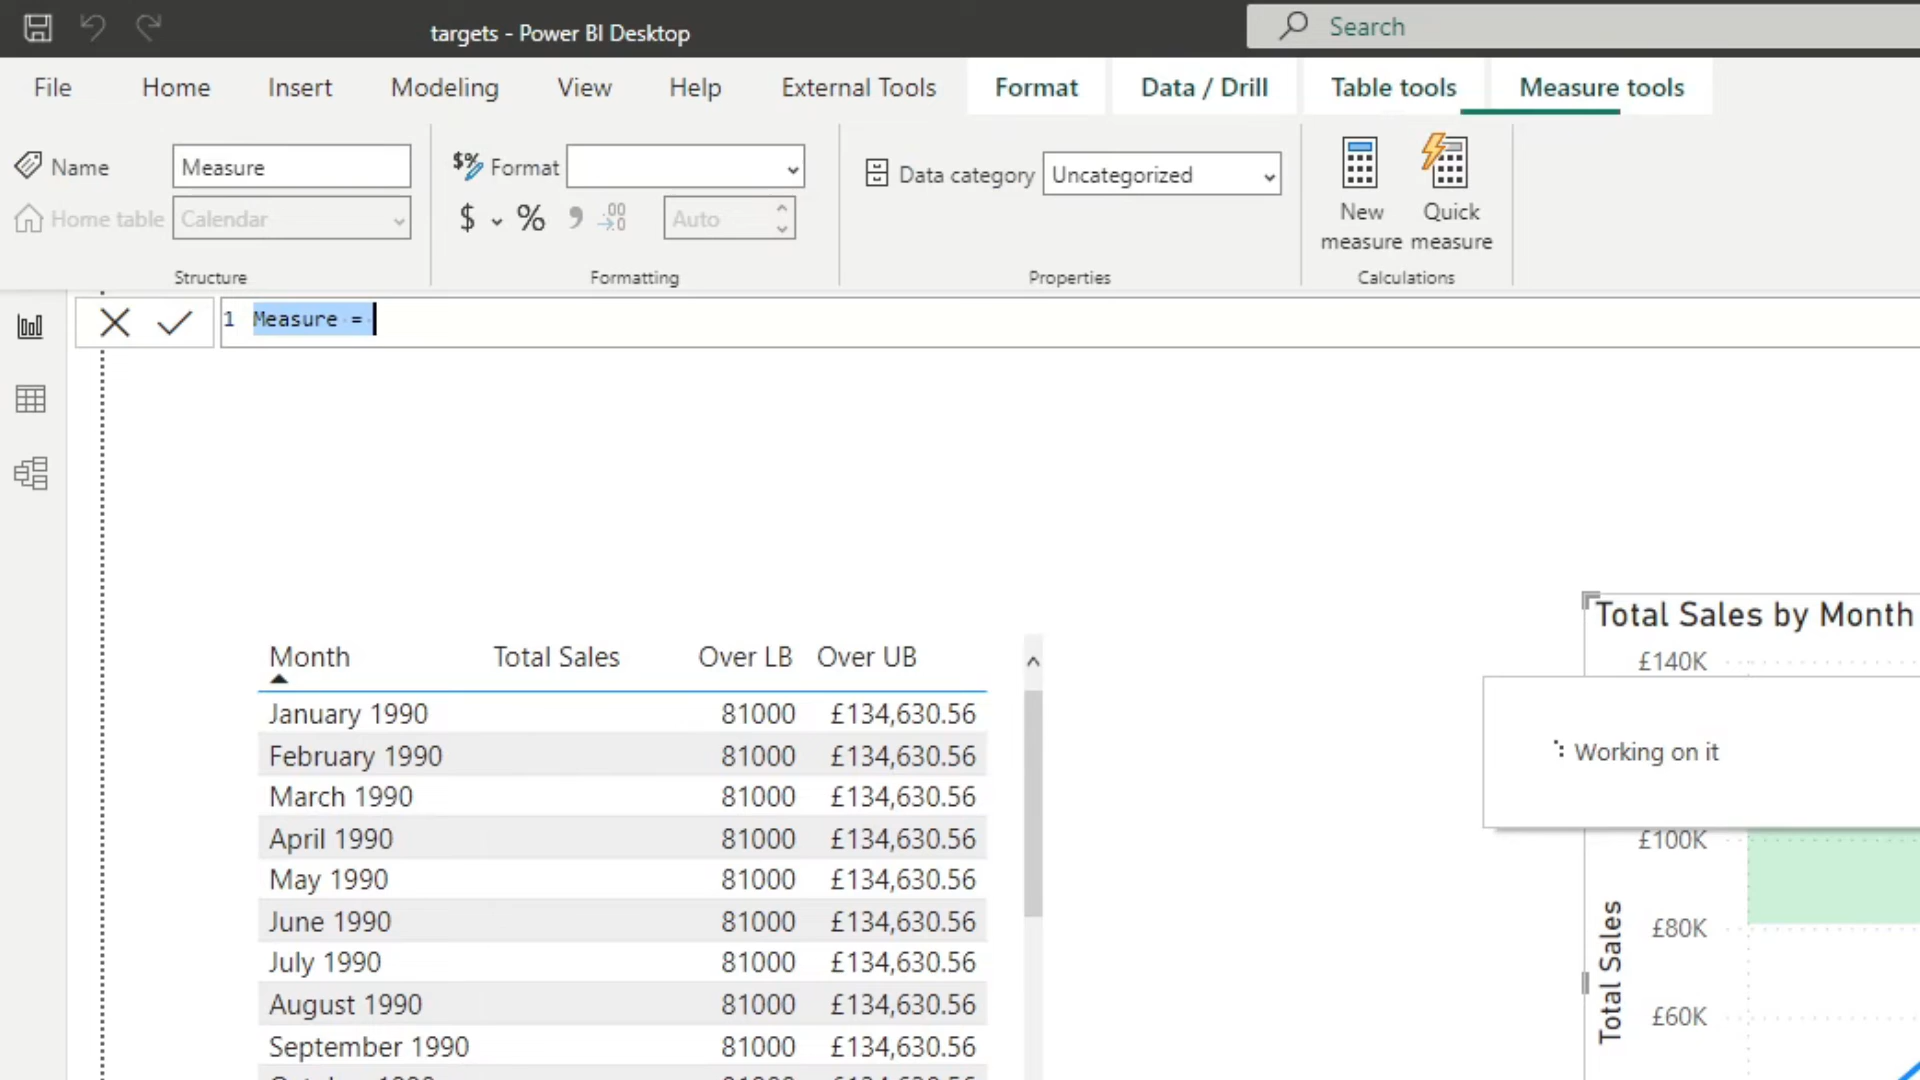 targets - Power BI Desktop
Search
File Home Insert Modeling View Help External Tools Format Data / Drill Table tools Measure tools
Name Measure
Home table Calendar
Structure
$% Format
$ % , .00 →0
Auto
Formatting
Data category Uncategorized
Properties
New measure
Quick measure
Calculations
1 Measure =
Month Total Sales Over LB Over UB
January 1990 81000 £134,630.56
February 1990 81000 £134,630.56
March 1990 81000 £134,630.56
April 1990 81000 £134,630.56
May 1990 81000 £134,630.56
June 1990 81000 £134,630.56
July 1990 81000 £134,630.56
August 1990 81000 £134,630.56
September 1990 81000 £134,630.56
Total Sales by Month
£140K
Working on it
£100K
£80K
£60K
Total Sales